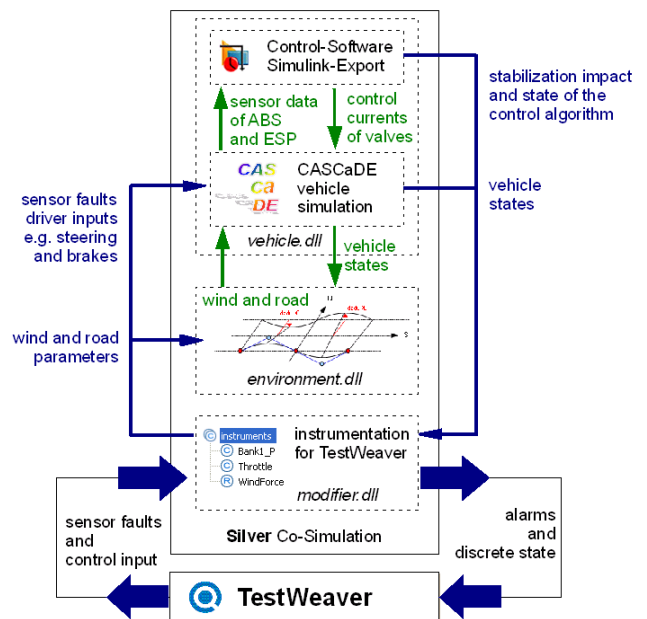 Control-Software
Simulink-Export
stabilization impact
and state of the
control algorithm
sensor data
of ABS
and ESP
control
currents
of valves
CAS
Ca
DE
CASCaDE
vehicle
simulation
sensor faults
driver inputs
e.g. steering
and brakes
vehicle
states
vehicle.dll
vehicle
states
wind and road
wind and road
parameters
s
environment.dll
instruments
Bank1_P
Throttle
WindForce
instrumentation
for TestWeaver
modifier.dll
sensor faults
and
control input
alarms
and
discrete state
Silver Co-Simulation
TestWeaver